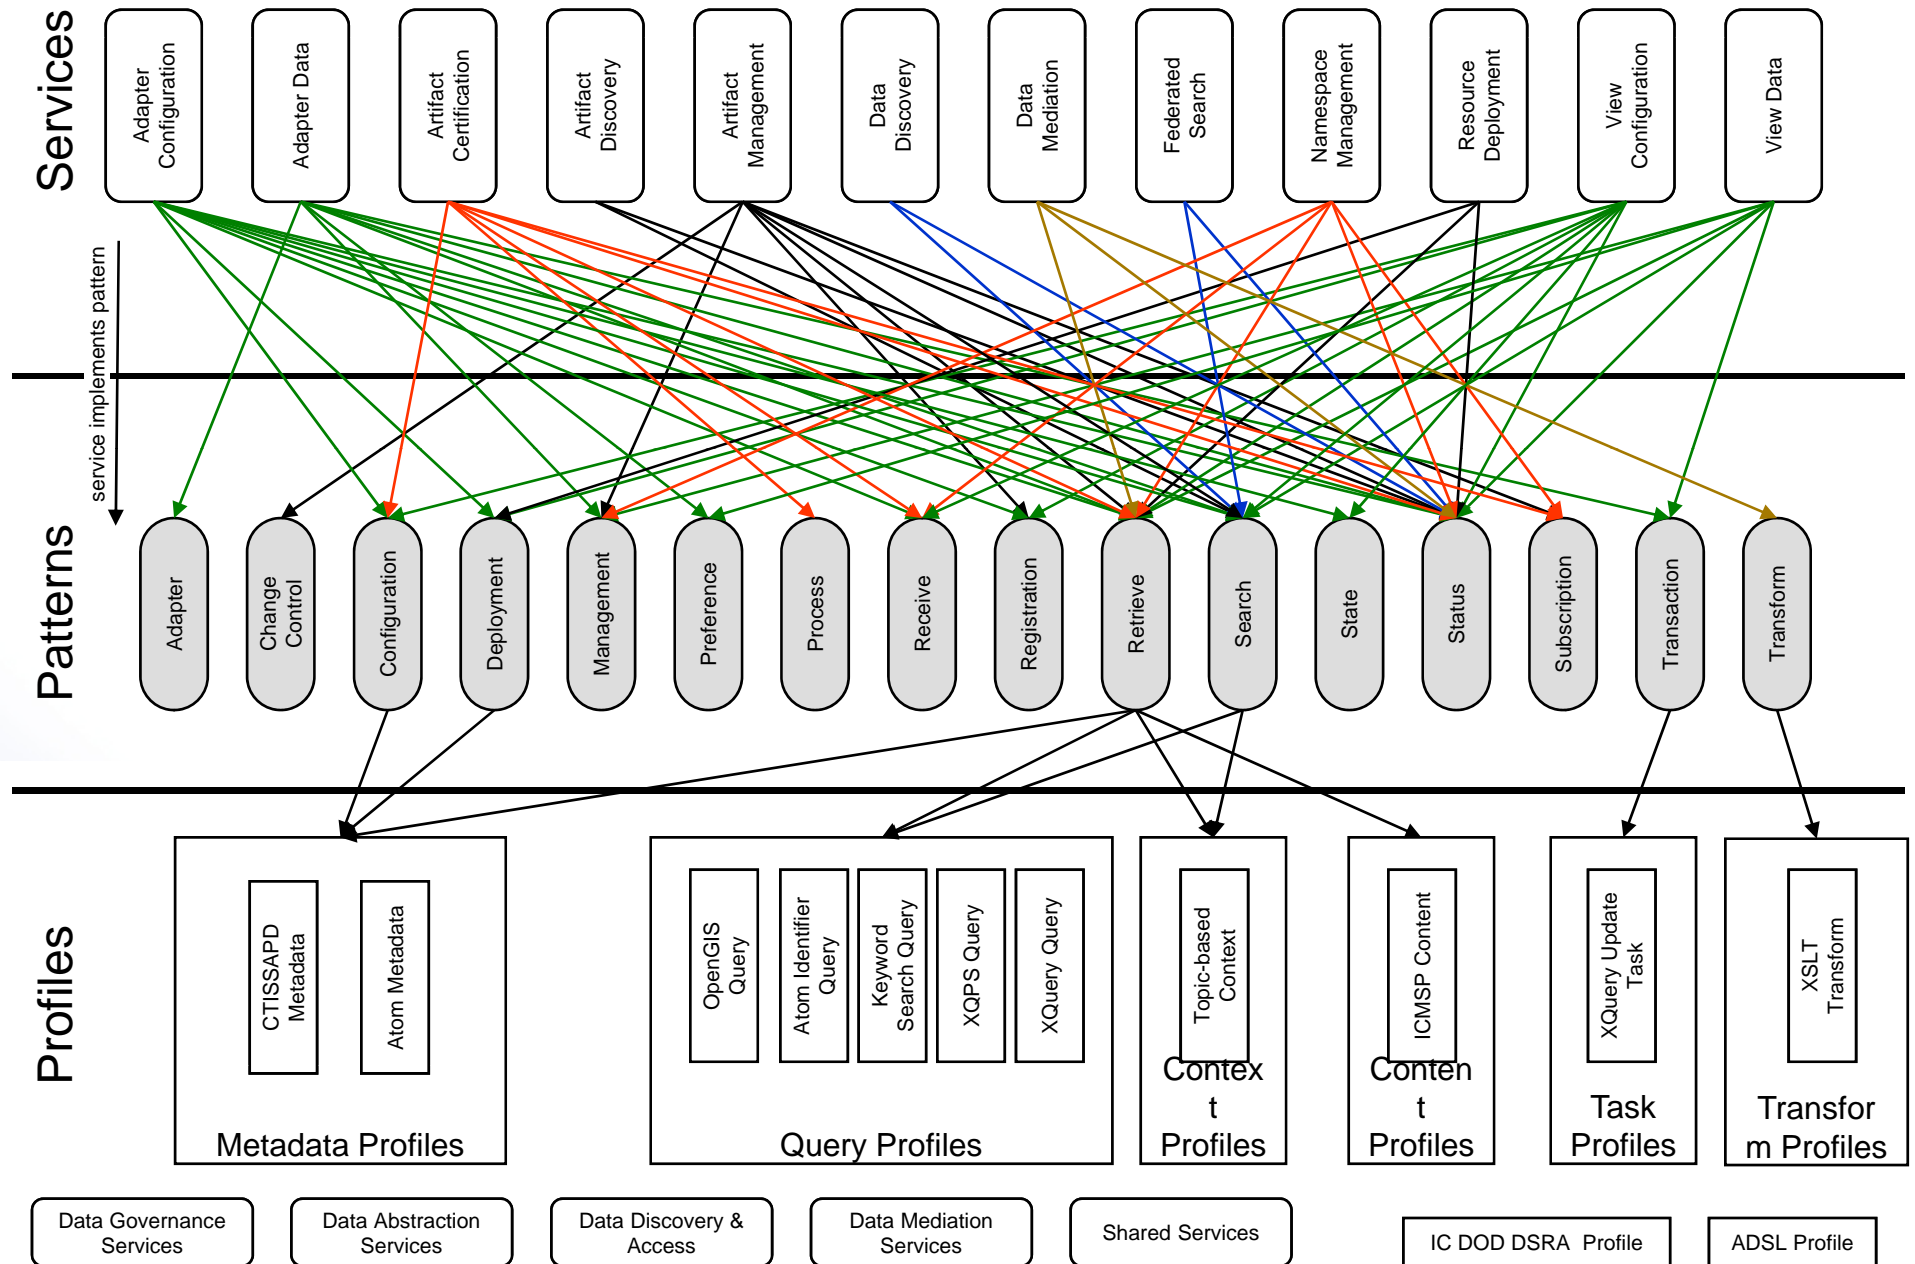 Services
Adapter
Configuration
Adapter Data
Artifact
Certification
Artifact
Discovery
Artifact
Management
Data
Discovery
Data
Mediation
Federated
Search
Namespace
Management
Resource
Deployment
View
Configuration
View Data
service implements pattern
Patterns
Adapter
Change
Control
Configuration
Deployment
Management
Preference
Process
Receive
Registration
Retrieve
Search
State
Status
Subscription
Transaction
Transform
Profiles
CTISSAPD
Metadata
Atom Metadata
Metadata Profiles
OpenGIS
Query
Atom Identifier
Query
Keyword
Search Query
XQPS Query
XQuery Query
Query Profiles
Topic-based
Context
Contex
t
Profiles
ICMSP Content
Conten
t
Profiles
XQuery Update
Task
Task
Profiles
XSLT
Transform
Transfor
m Profiles
Data Governance
Services
Data Abstraction
Services
Data Discovery &
Access
Data Mediation
Services
Shared Services
IC DOD DSRA Profile
ADSL Profile